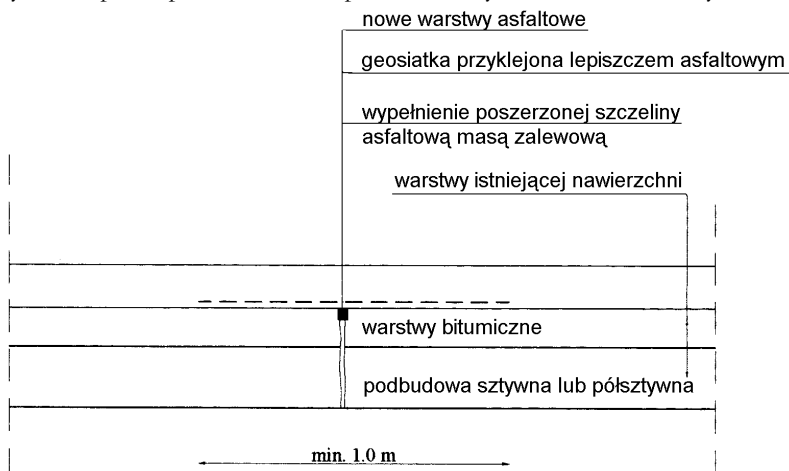 nowe warstwy asfaltowe
geosiatka przyklejona lepiszczem asfaltowym
wypełnienie poszerzonej szczeliny
asfaltową masą zalewową
warstwy istniejącej nawierzchni
warstwy bitumiczne
podbudowa sztywna lub półsztywna
min. 1.0 m